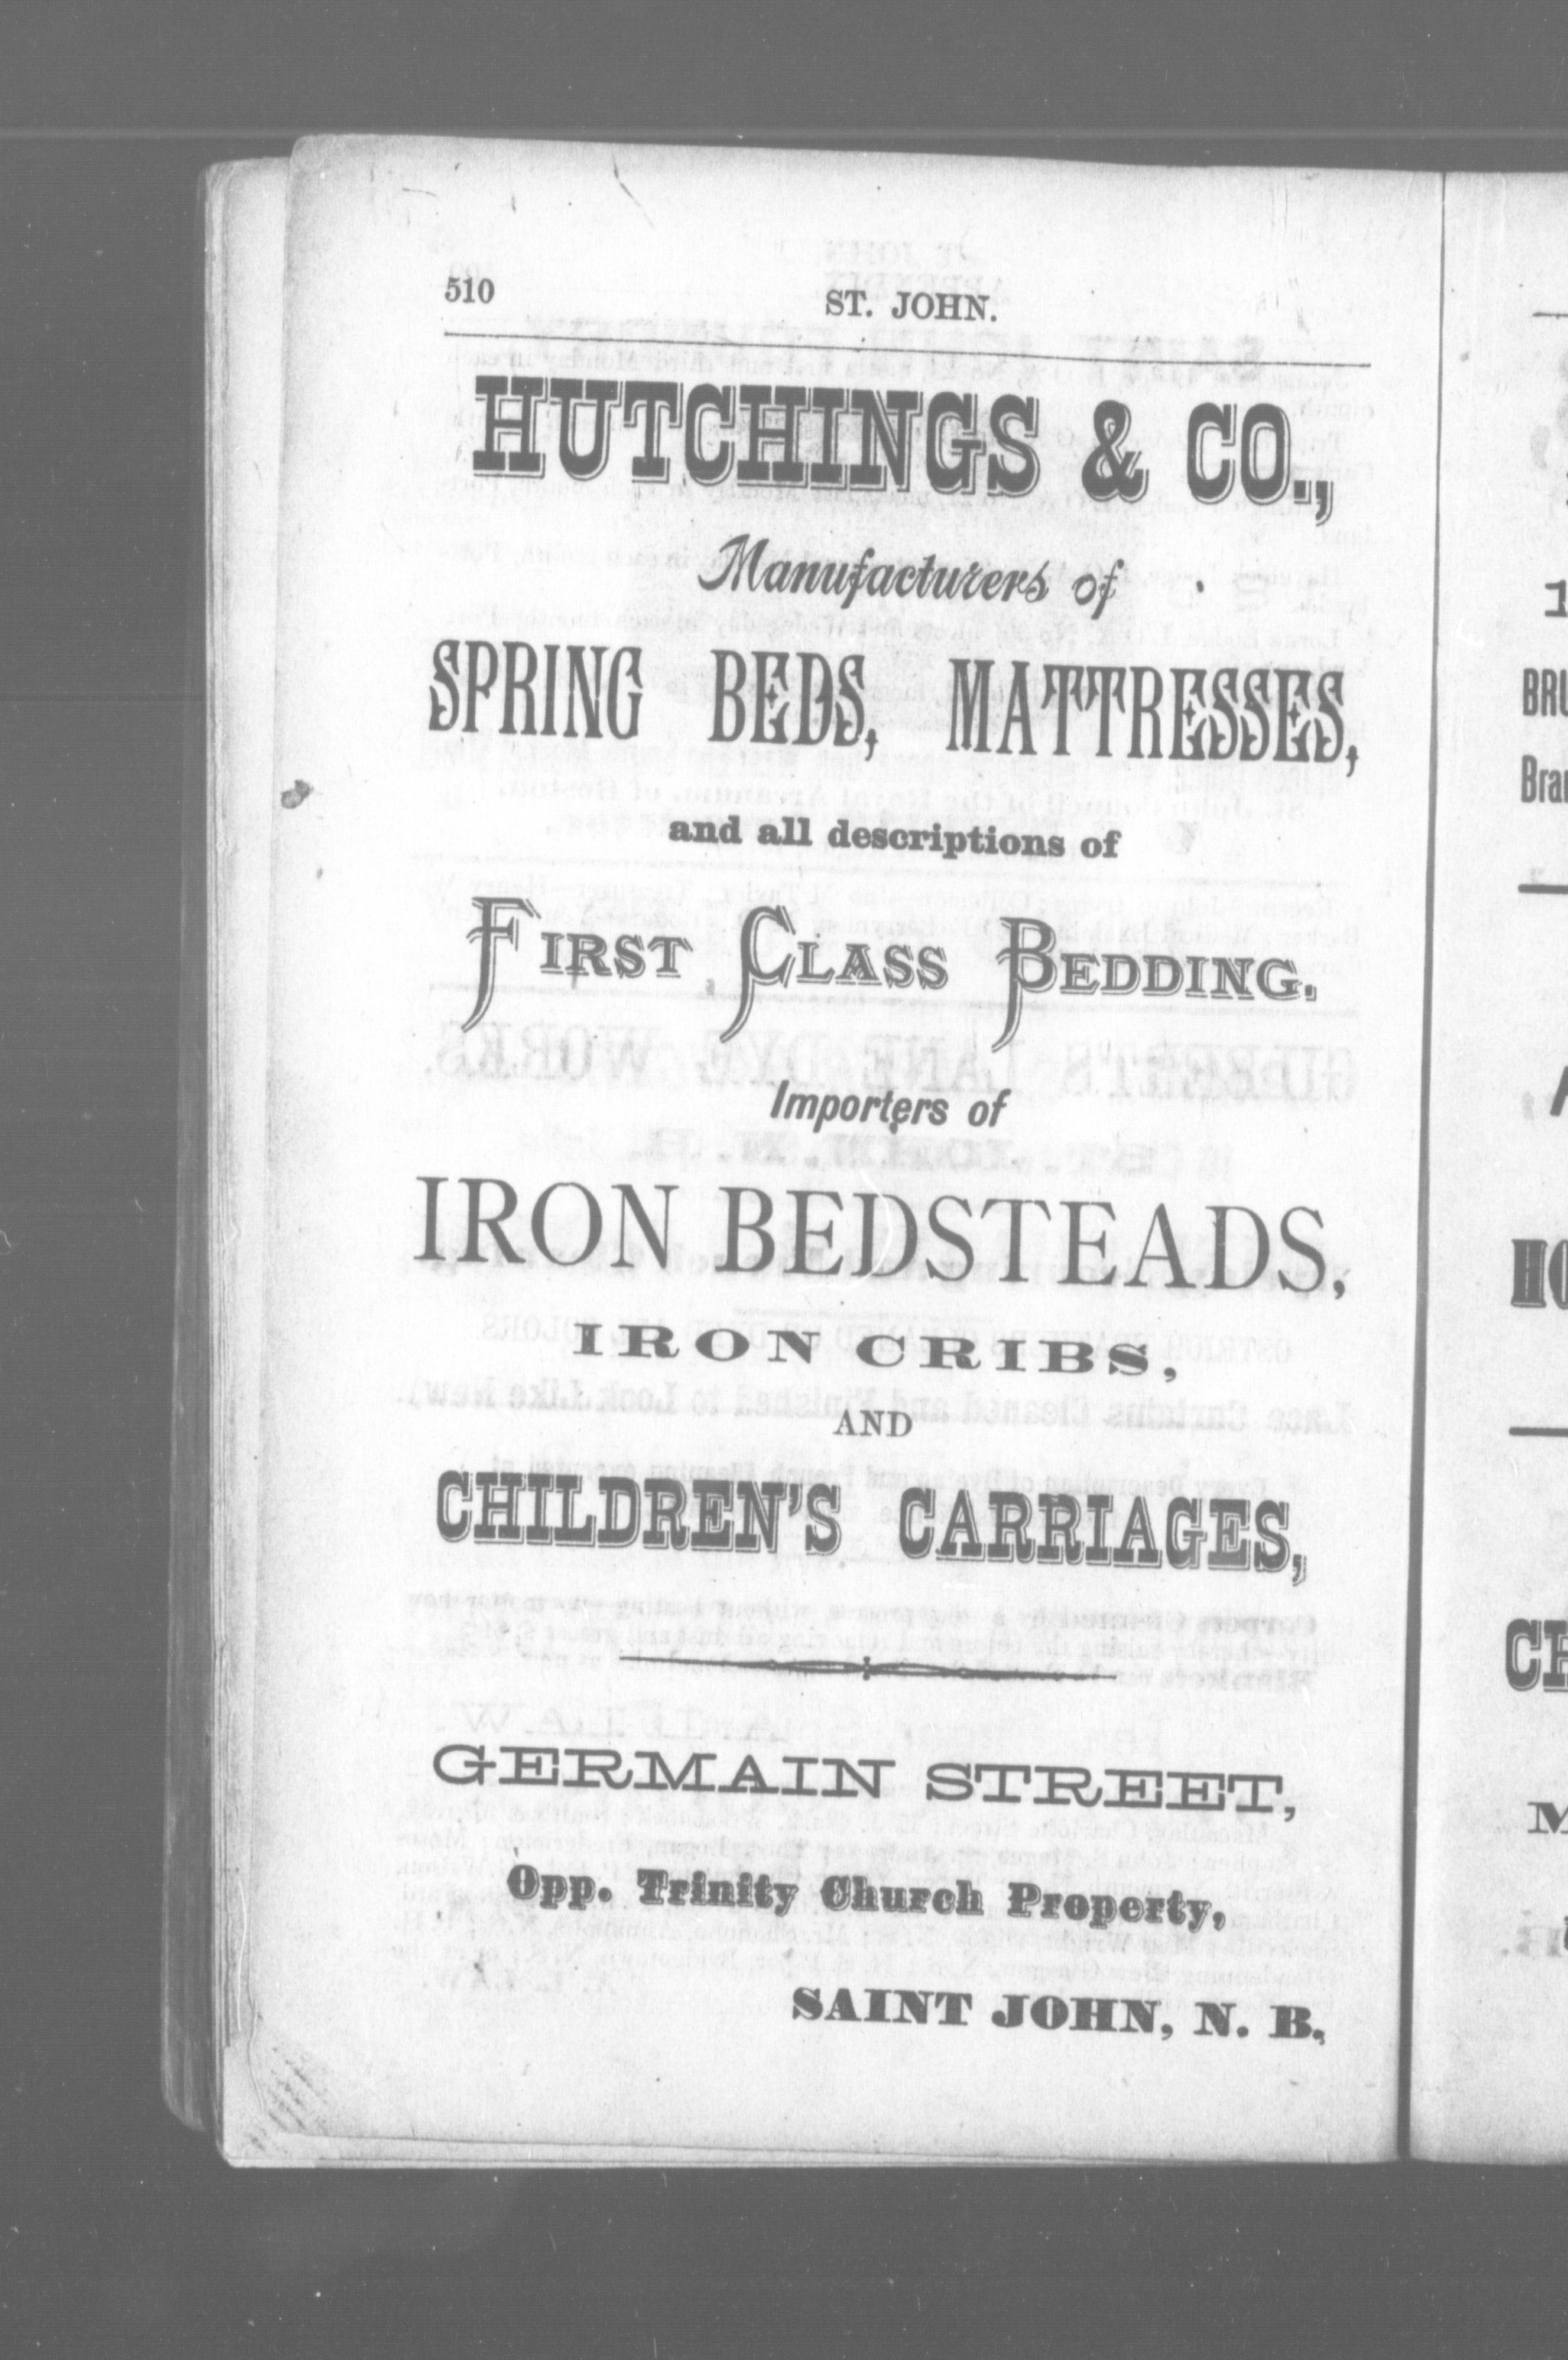 510
ST. JOHN.
HUTCHINGS & CO.,
Manufacturers of
SPRING BEDS, MATTRESSES,
and all descriptions of
FIRST CLASS BEDDING.
Importers of
IRON BEDSTEADS,
IRON CRIBS,
AND
CHILDREN'S CARRIAGES,
GERMAIN STREET,
Opp. Trinity Church Property,
SAINT JOHN, N. B.